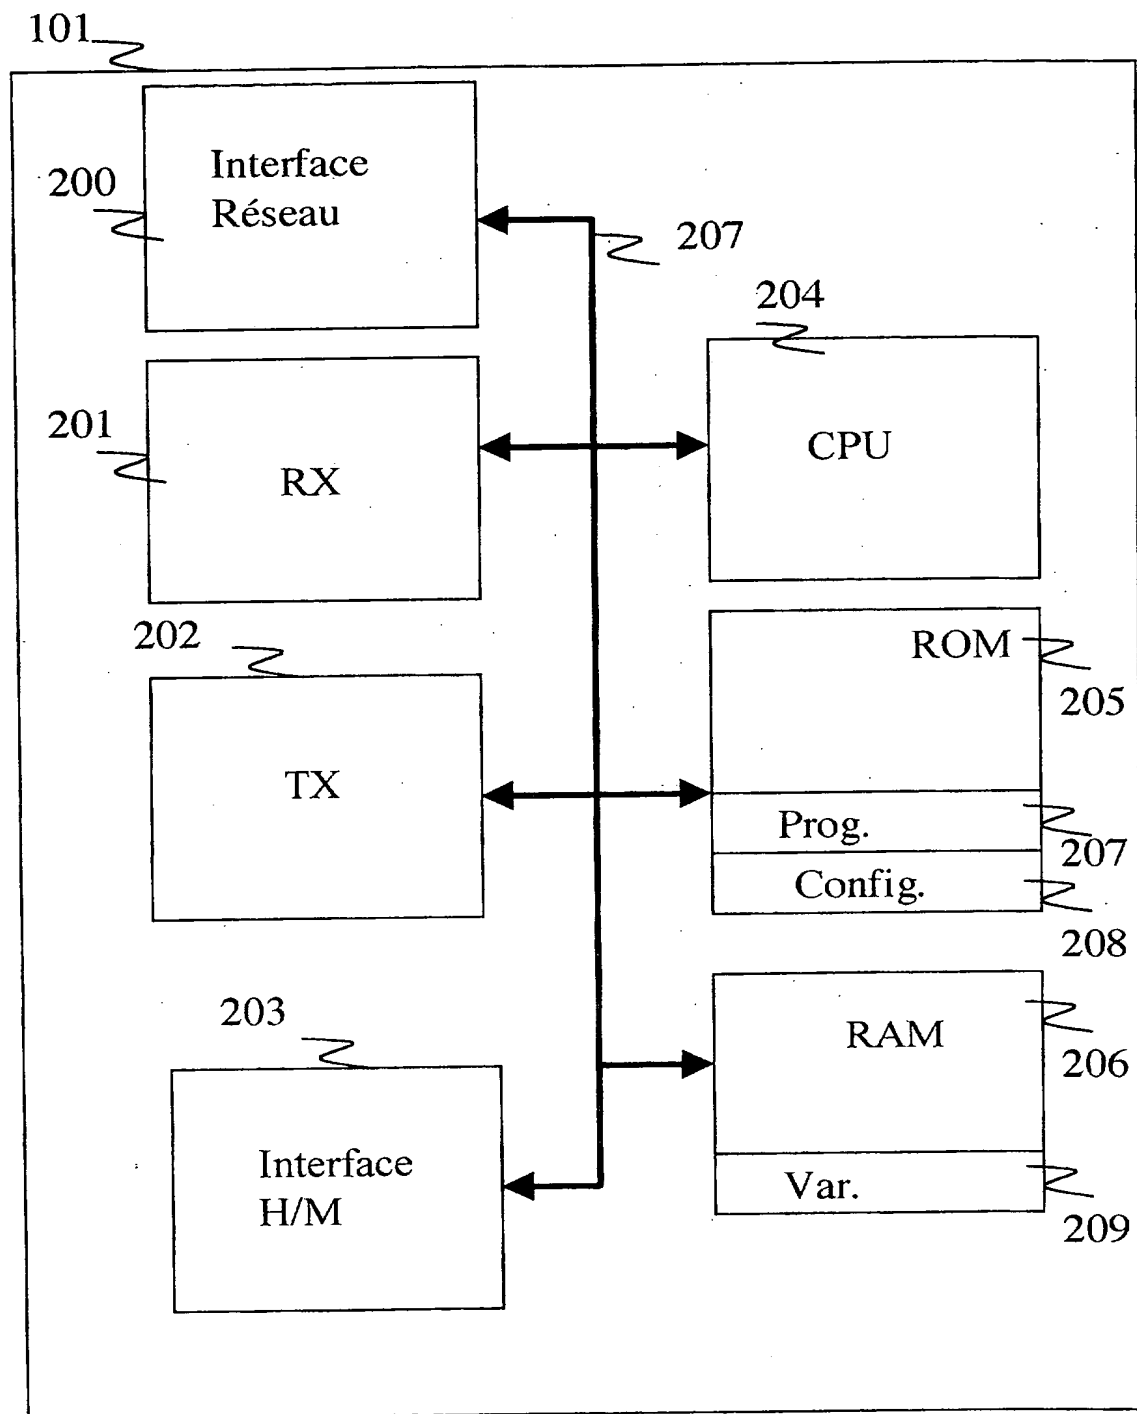 101
Interface
Réseau
200
207
204
CPU
201
RX
202
ROM
205
TX
Prog.
207
Config.
208
203
RAM
206
Interface
H/M
Var.
209